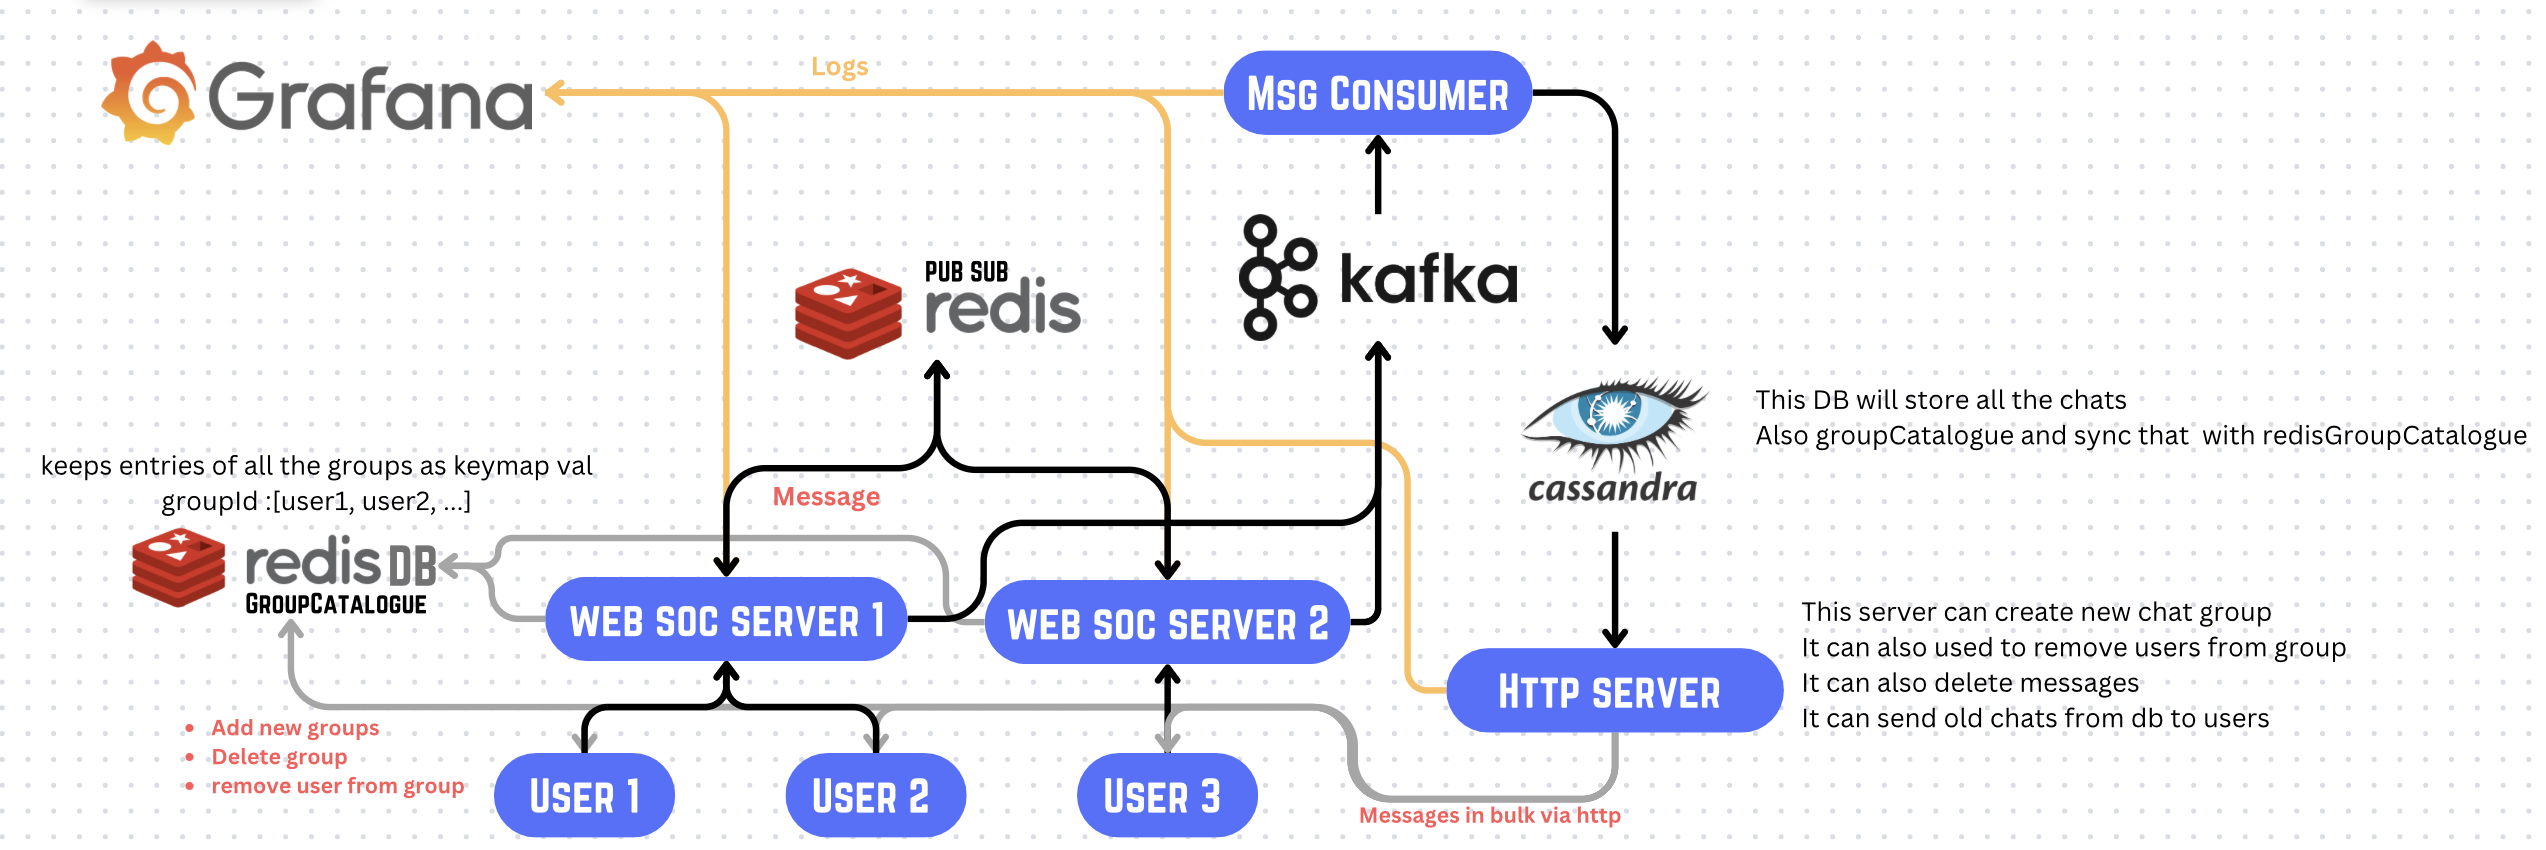 Grafana
Logs
Msg Consumer
PUB SUB
redis
kafka
cassandra
This DB will store all the chats
Also groupCatalogue and sync that  with redisGroupCatalogue
keeps entries of all the groups as keymap val
groupId :[user1, user2, ...]
Message
redis DB
GroupCatalogue
WEB SOC SERVER 1
WEB SOC SERVER 2
Http server
This server can create new chat group
It can also used to remove users from group
It can also delete messages
It can send old chats from db to users
• Add new groups
• Delete group
• remove user from group
User 1
User 2
User 3
Messages in bulk via http